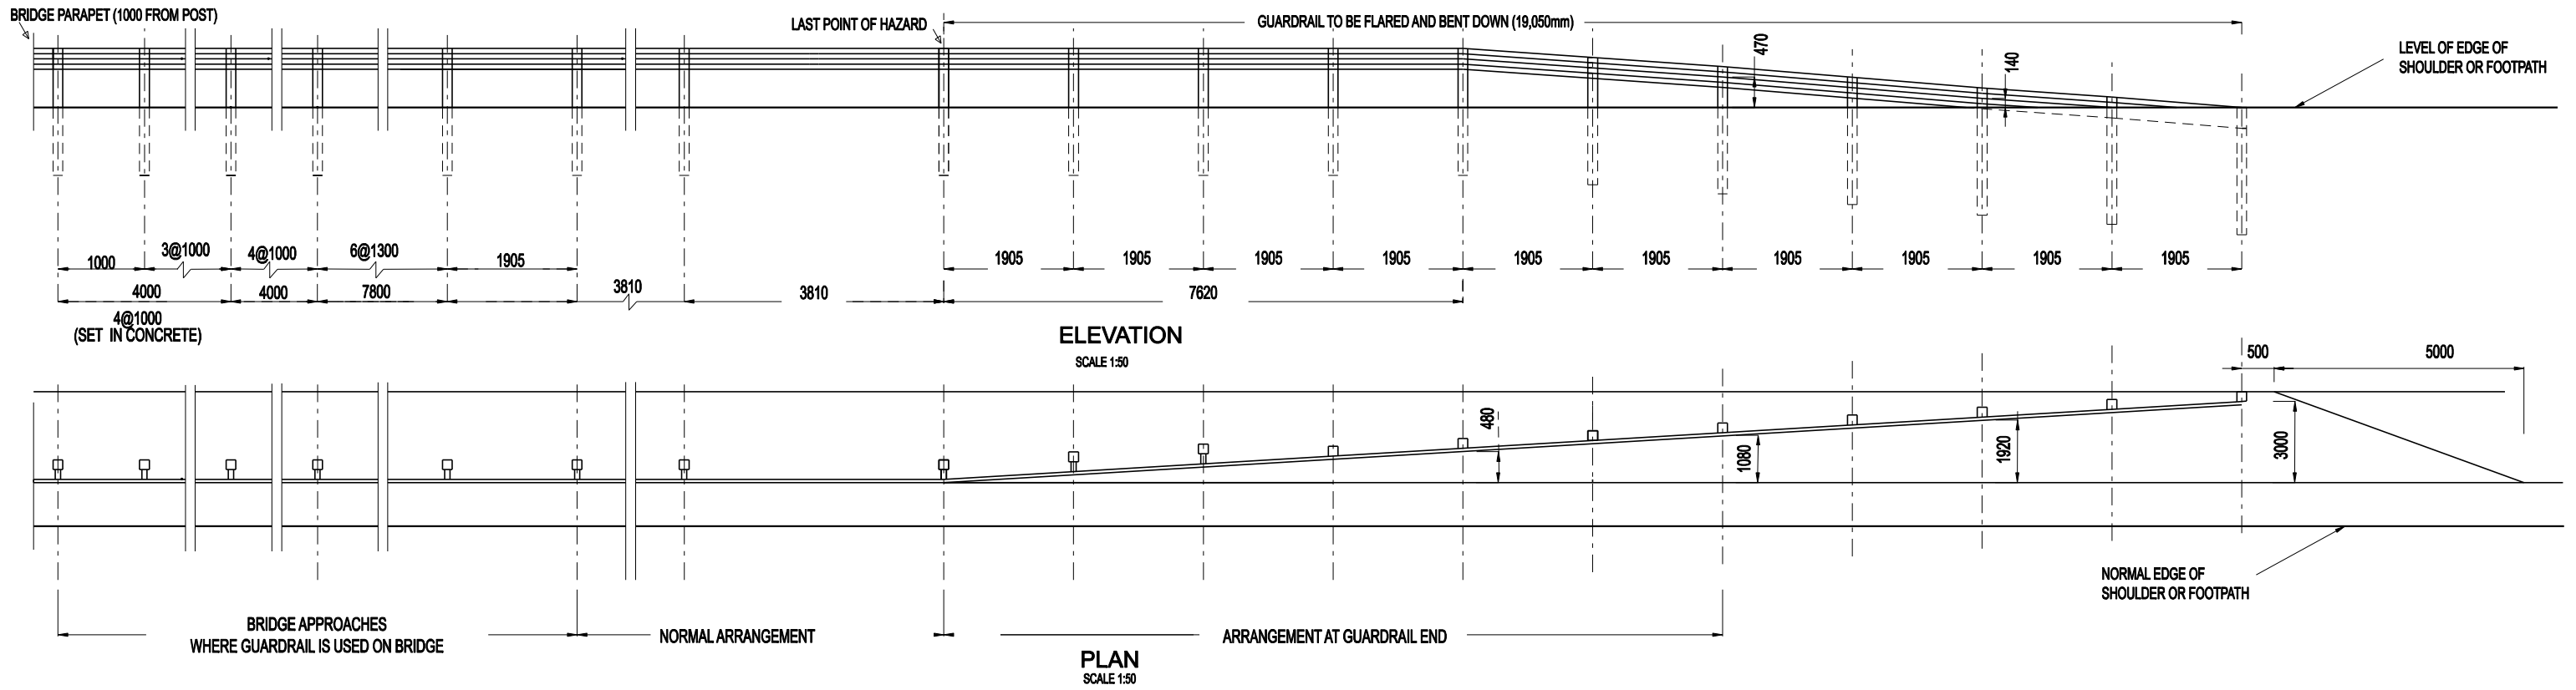 BRIDGE PARAPET (1000 FROM POST)
LAST POINT OF HAZARD
GUARDRAIL TO BE FLARED AND BENT DOWN (19,050mm)
470
140
LEVEL OF EDGE OF
SHOULDER OR FOOTPATH
1000
3@1000
4@1000
6@1300
1905
1905
1905
1905
1905
1905
1905
1905
1905
1905
1905
4000
4000
7800
3810
3810
7620
4@1000
(SET IN CONCRETE)
ELEVATION
SCALE 1:50
500
5000
480
1080
1920
3000
NORMAL EDGE OF
SHOULDER OR FOOTPATH
BRIDGE APPROACHES
WHERE GUARDRAIL IS USED ON BRIDGE
NORMAL ARRANGEMENT
ARRANGEMENT AT GUARDRAIL END
PLAN
SCALE 1:50